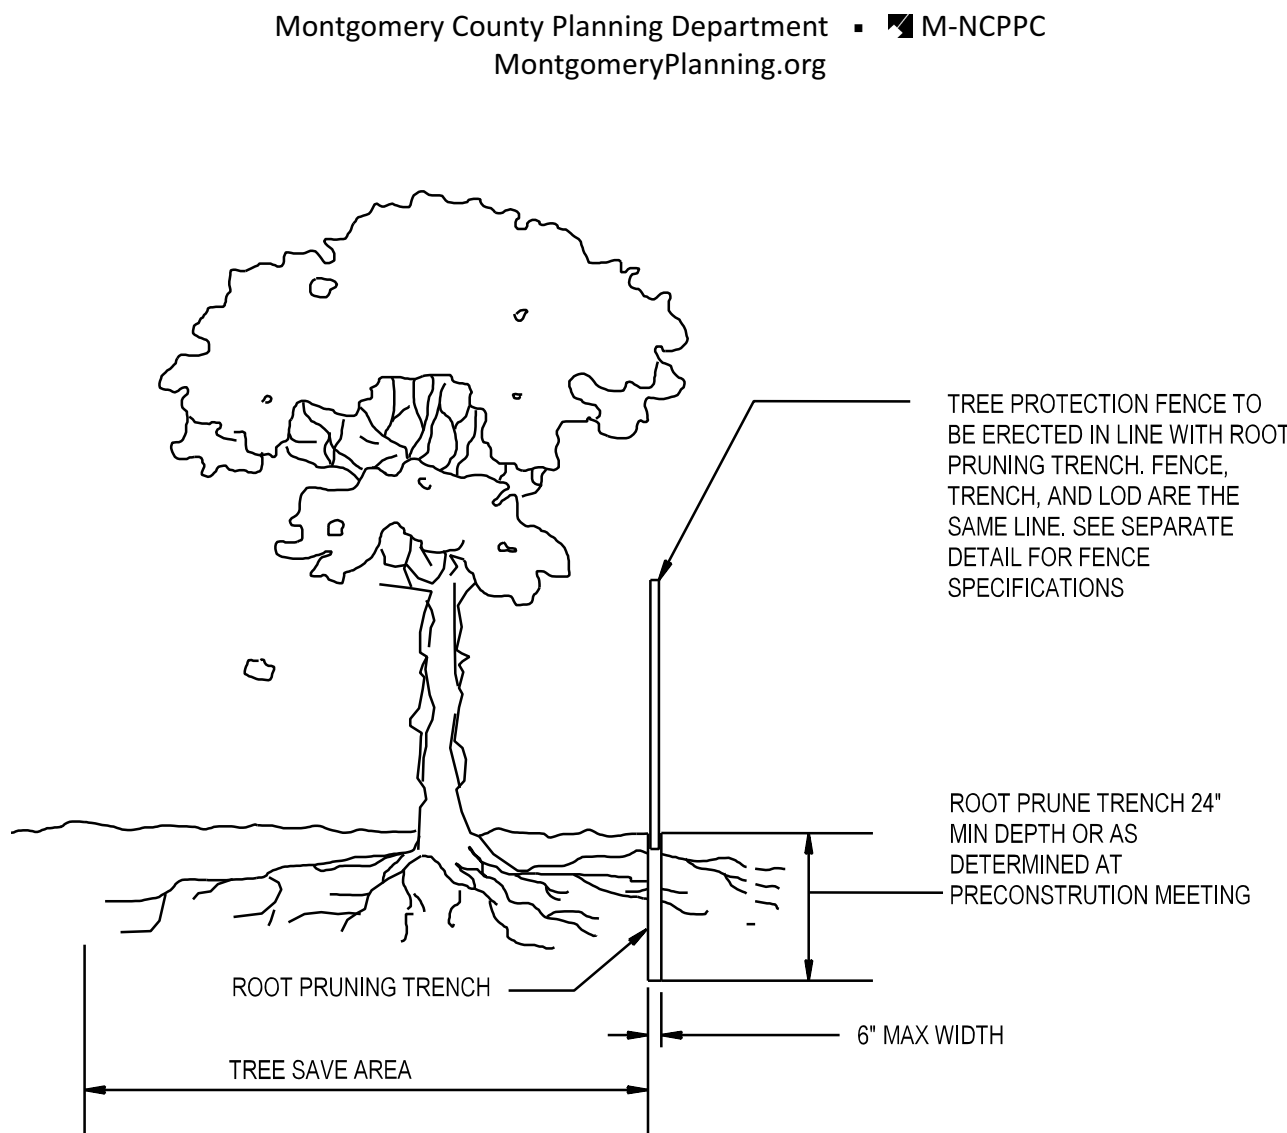 Montgomery County Planning Department ▪ M-NCPPC
MontgomeryPlanning.org
TREE PROTECTION FENCE TO
BE ERECTED IN LINE WITH ROOT
PRUNING TRENCH. FENCE,
TRENCH, AND LOD ARE THE
SAME LINE. SEE SEPARATE
DETAIL FOR FENCE
SPECIFICATIONS
ROOT PRUNE TRENCH 24"
MIN DEPTH OR AS
DETERMINED AT
PRECONSTRUTION MEETING
ROOT PRUNING TRENCH
6" MAX WIDTH
TREE SAVE AREA